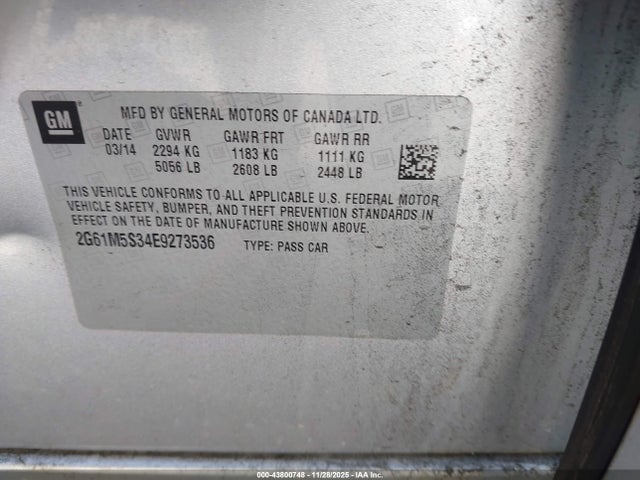 GM
MFD BY GENERAL MOTORS OF CANADA LTD.
DATE GVWR GAWR FRT GAWR RR
03/14 2294 KG 1183 KG 1111 KG
5056 LB 2608 LB 2448 LB
THIS VEHICLE CONFORMS TO ALL APPLICABLE U.S. FEDERAL MOTOR
VEHICLE SAFETY, BUMPER, AND THEFT PREVENTION STANDARDS IN
EFFECT ON THE DATE OF MANUFACTURE SHOWN ABOVE.
2G61M5S34E9273536 TYPE: PASS CAR
000-43800748 - 11/28/2025 - IAA Inc.